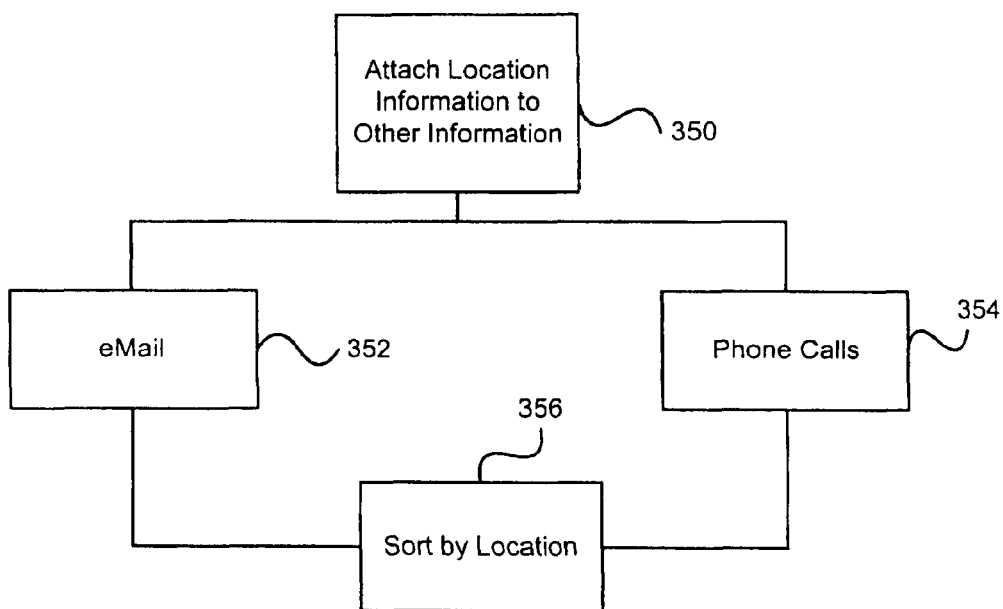 Attach Location
Information to
Other Information
350
eMail
352
Phone Calls
354
356
Sort by Location